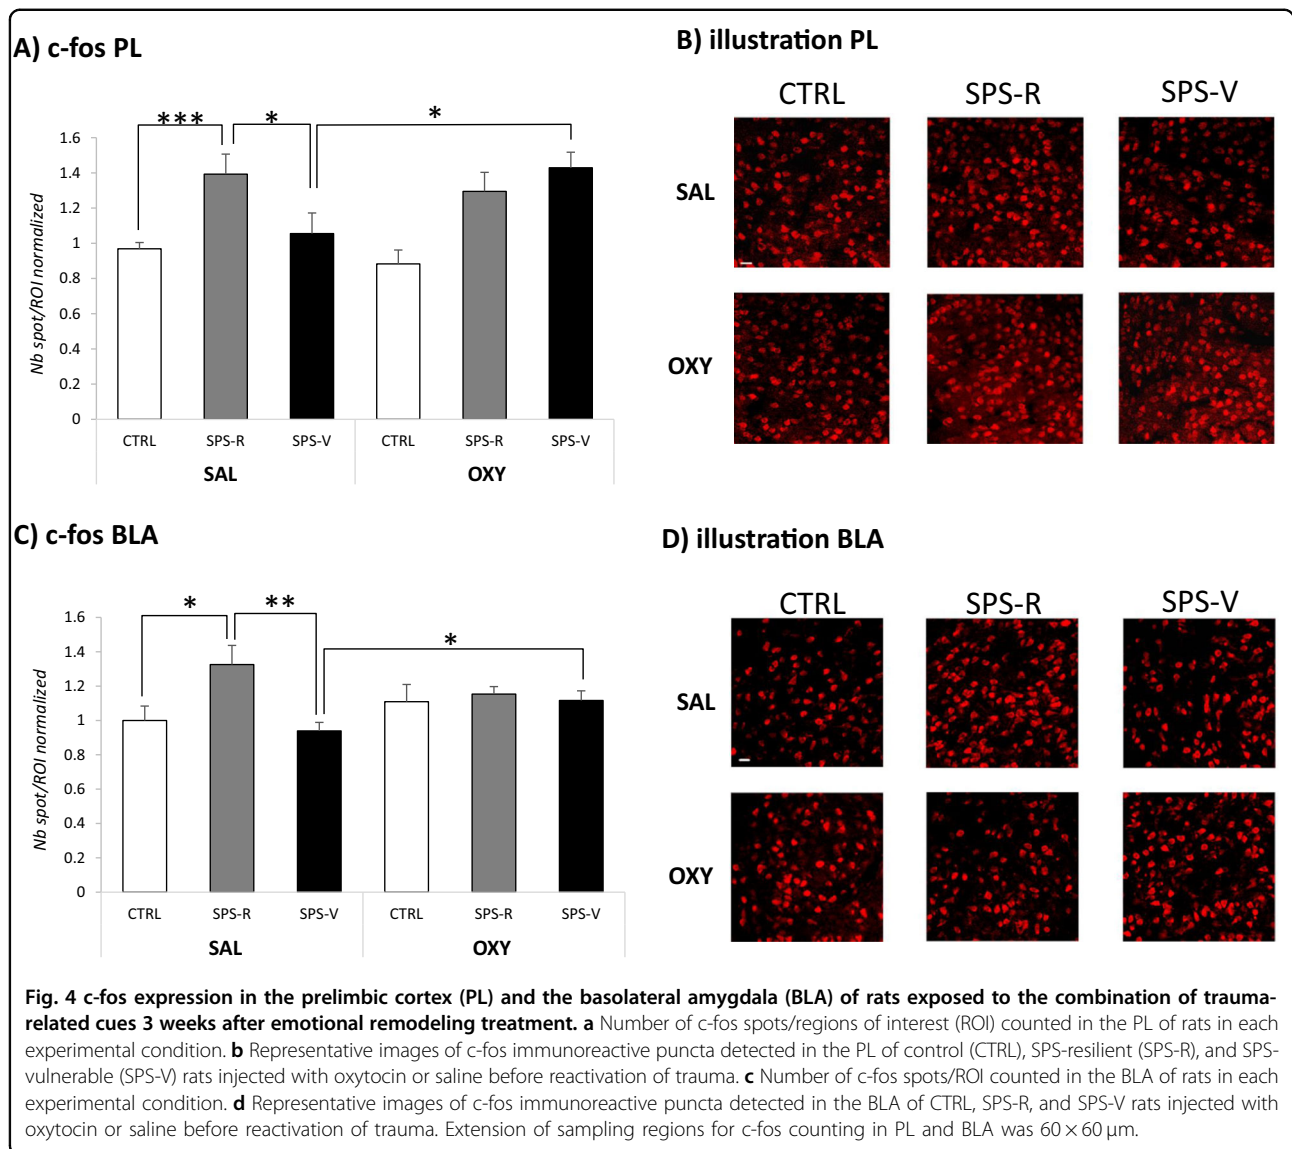 A) c-fos PL
B) illustration PL
*** * *
Nb spot/ROI normalized
1.6
1.4
1.2
1
0.8
0.6
0.4
0.2
0
CTRL SPS-R SPS-V CTRL SPS-R SPS-V
SAL OXY
CTRL SPS-R SPS-V
SAL
OXY
C) c-fos BLA
D) illustration BLA
* ** *
Nb spot/ROI normalized
1.6
1.4
1.2
1
0.8
0.6
0.4
0.2
0
CTRL SPS-R SPS-V CTRL SPS-R SPS-V
SAL OXY
CTRL SPS-R SPS-V
SAL
OXY
Fig. 4 c-fos expression in the prelimbic cortex (PL) and the basolateral amygdala (BLA) of rats exposed to the combination of trauma-
related cues 3 weeks after emotional remodeling treatment. a Number of c-fos spots/regions of interest (ROI) counted in the PL of rats in each
experimental condition. b Representative images of c-fos immunoreactive puncta detected in the PL of control (CTRL), SPS-resilient (SPS-R), and SPS-
vulnerable (SPS-V) rats injected with oxytocin or saline before reactivation of trauma. c Number of c-fos spots/ROI counted in the BLA of rats in each
experimental condition. d Representative images of c-fos immunoreactive puncta detected in the BLA of CTRL, SPS-R, and SPS-V rats injected with
oxytocin or saline before reactivation of trauma. Extension of sampling regions for c-fos counting in PL and BLA was 60 × 60 μm.